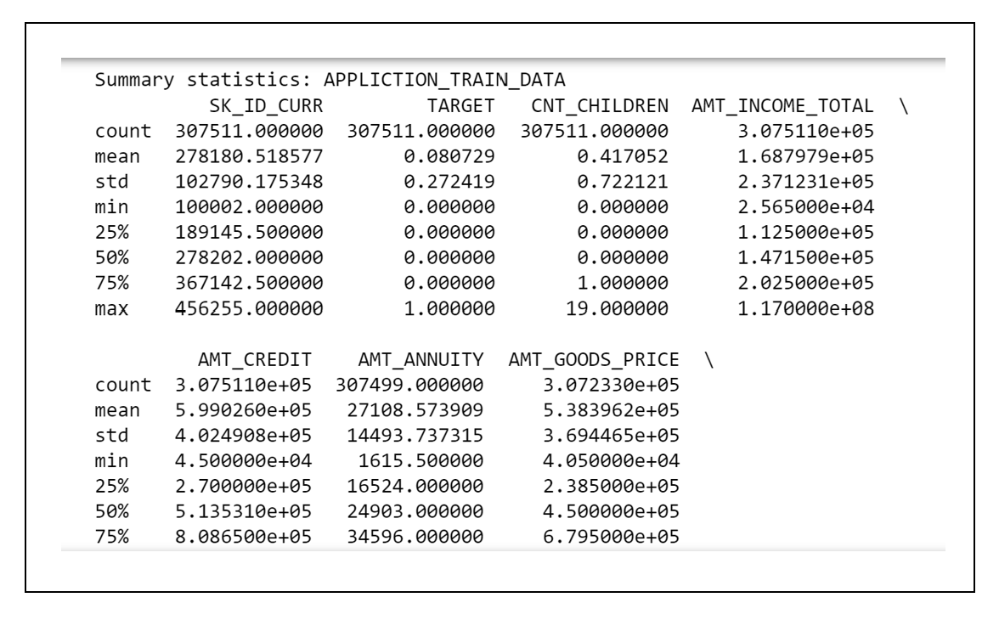 Summary statistics: APPLICTION_TRAIN_DATA
SK_ID_CURR TARGET CNT_CHILDREN AMT_INCOME_TOTAL \
count 307511.000000 307511.000000 307511.000000 3.075110e+05
mean 278180.518577 0.080729 0.417052 1.687979e+05
std 102790.175348 0.272419 0.722121 2.371231e+05
min 100002.000000 0.000000 0.000000 2.565000e+04
25% 189145.500000 0.000000 0.000000 1.125000e+05
50% 278202.000000 0.000000 0.000000 1.471500e+05
75% 367142.500000 0.000000 1.000000 2.025000e+05
max 456255.000000 1.000000 19.000000 1.170000e+08
AMT_CREDIT AMT_ANNUITY AMT_GOODS_PRICE \
count 3.075110e+05 307499.000000 3.072330e+05
mean 5.990260e+05 27108.573909 5.383962e+05
std 4.024908e+05 14493.737315 3.694465e+05
min 4.500000e+04 1615.500000 4.050000e+04
25% 2.700000e+05 16524.000000 2.385000e+05
50% 5.135310e+05 24903.000000 4.500000e+05
75% 8.086500e+05 34596.000000 6.795000e+05